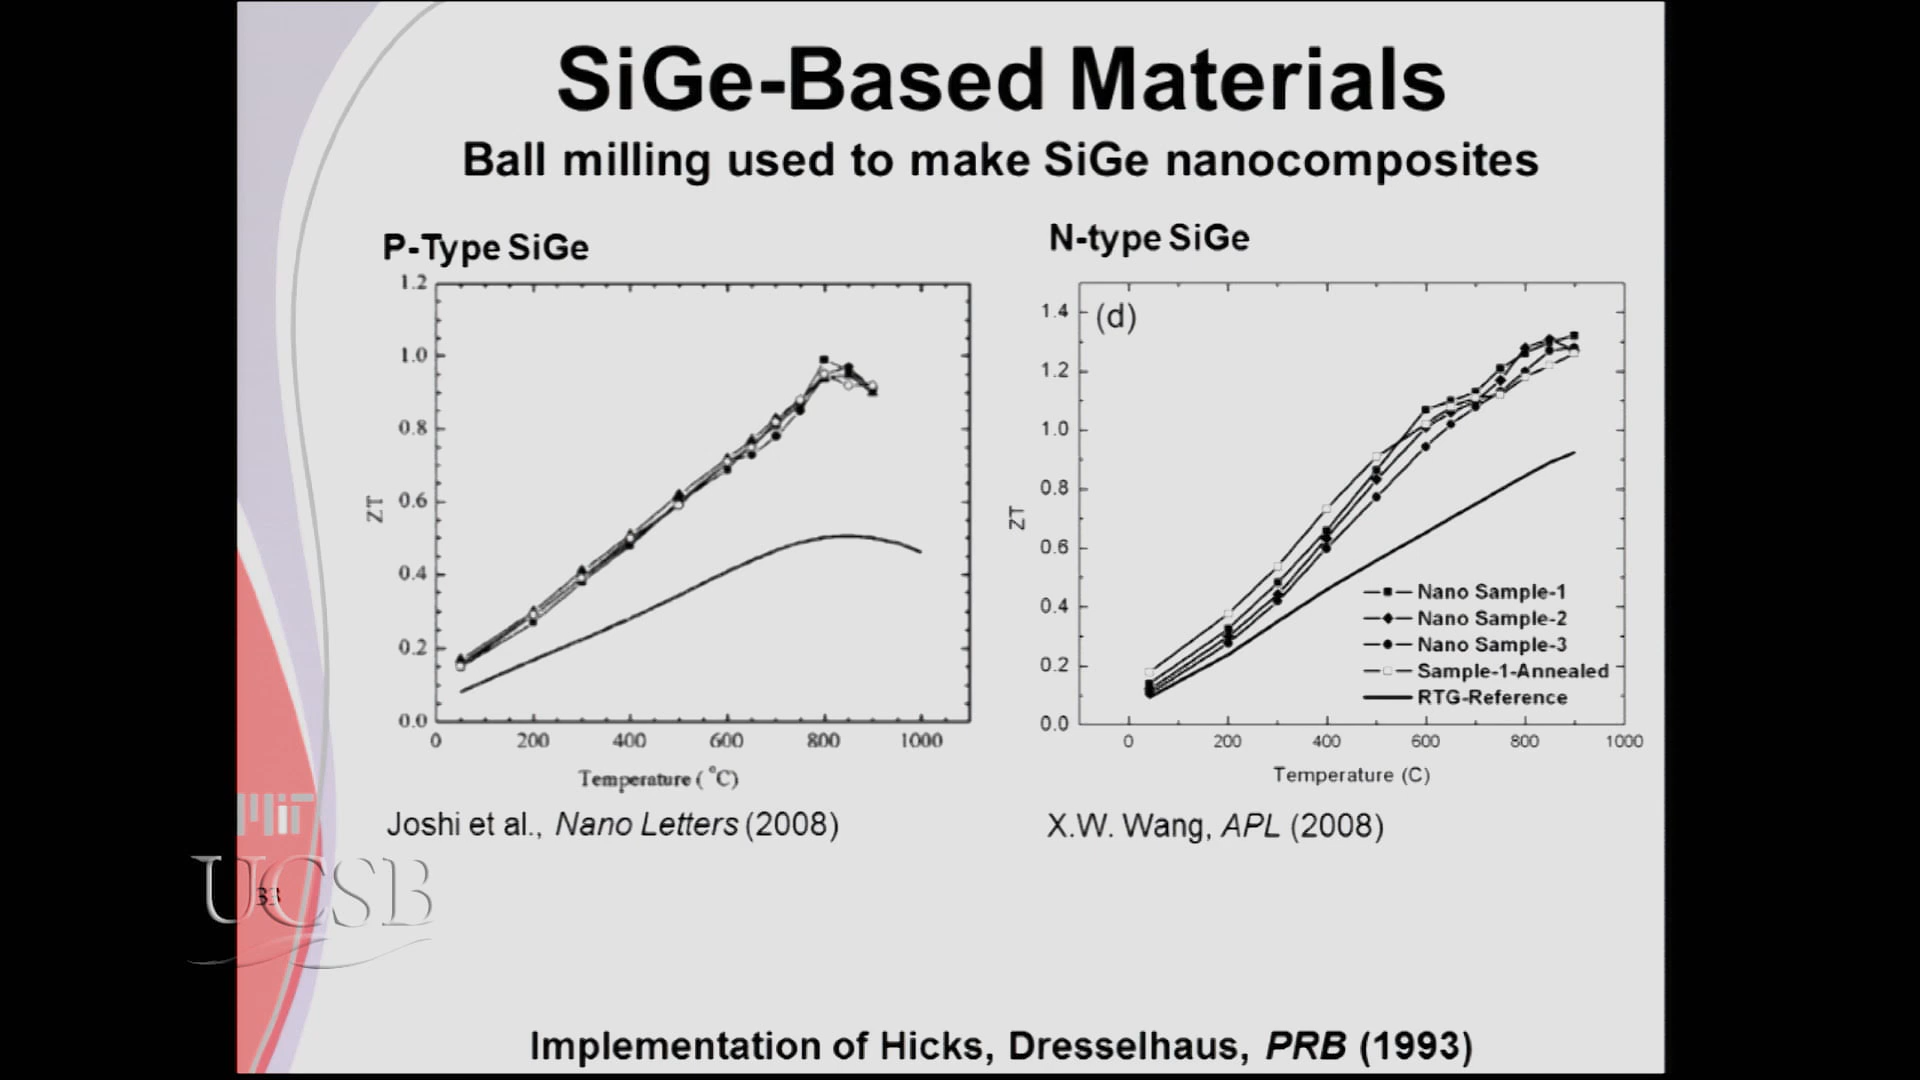 SiGe-Based Materials
Ball milling used to make SiGe nanocomposites
P-Type SiGe
1.2
1.0
0.8
0.6
0.4
0.2
0.0
ZT
0 200 400 600 800 1000
Temperature ( °C)
Joshi et al., Nano Letters (2008)
N-type SiGe
(d)
1.4
1.2
1.0
0.8
0.6
0.4
0.2
0.0
ZT
Nano Sample-1
Nano Sample-2
Nano Sample-3
Sample-1-Annealed
RTG-Reference
0 200 400 600 800 1000
Temperature (C)
X.W. Wang, APL (2008)
UCSB
33
Implementation of Hicks, Dresselhaus, PRB (1993)